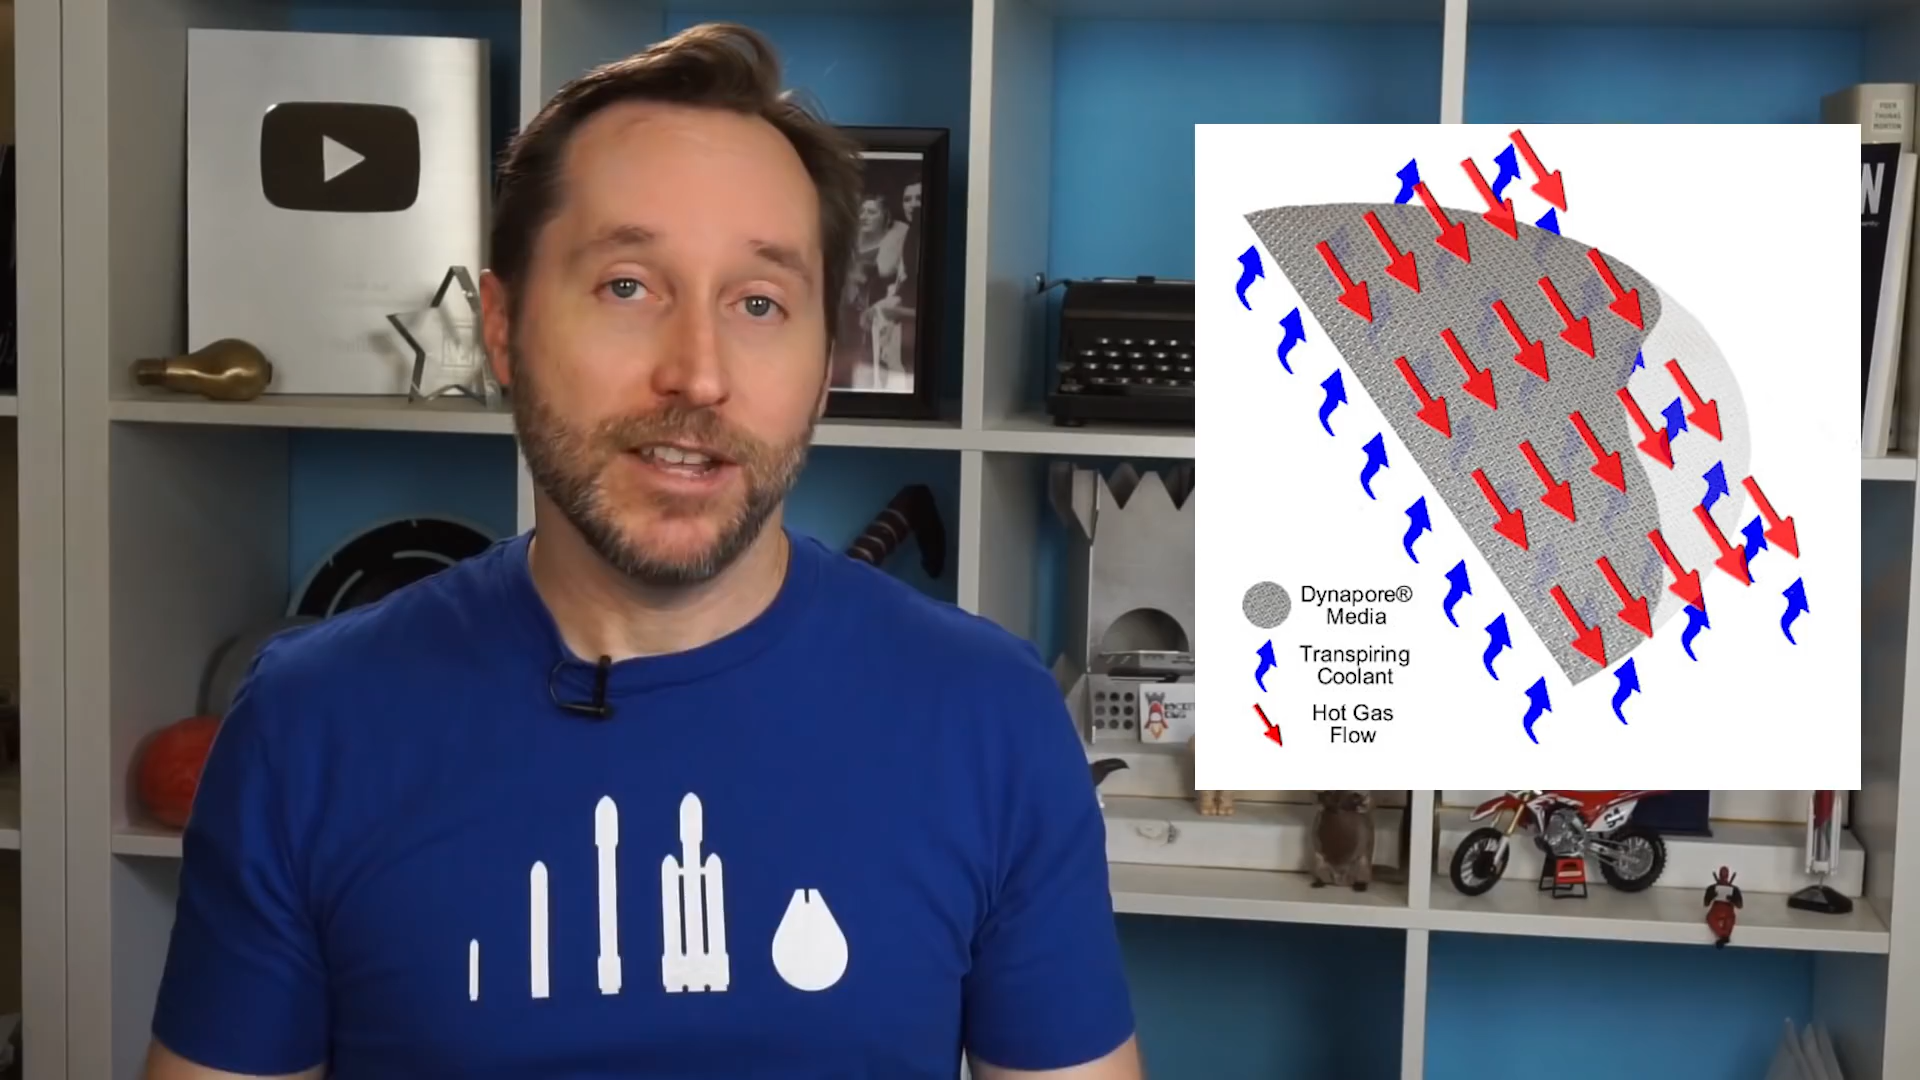 Dynapore®
Media
Transpiring
Coolant
Hot Gas
Flow